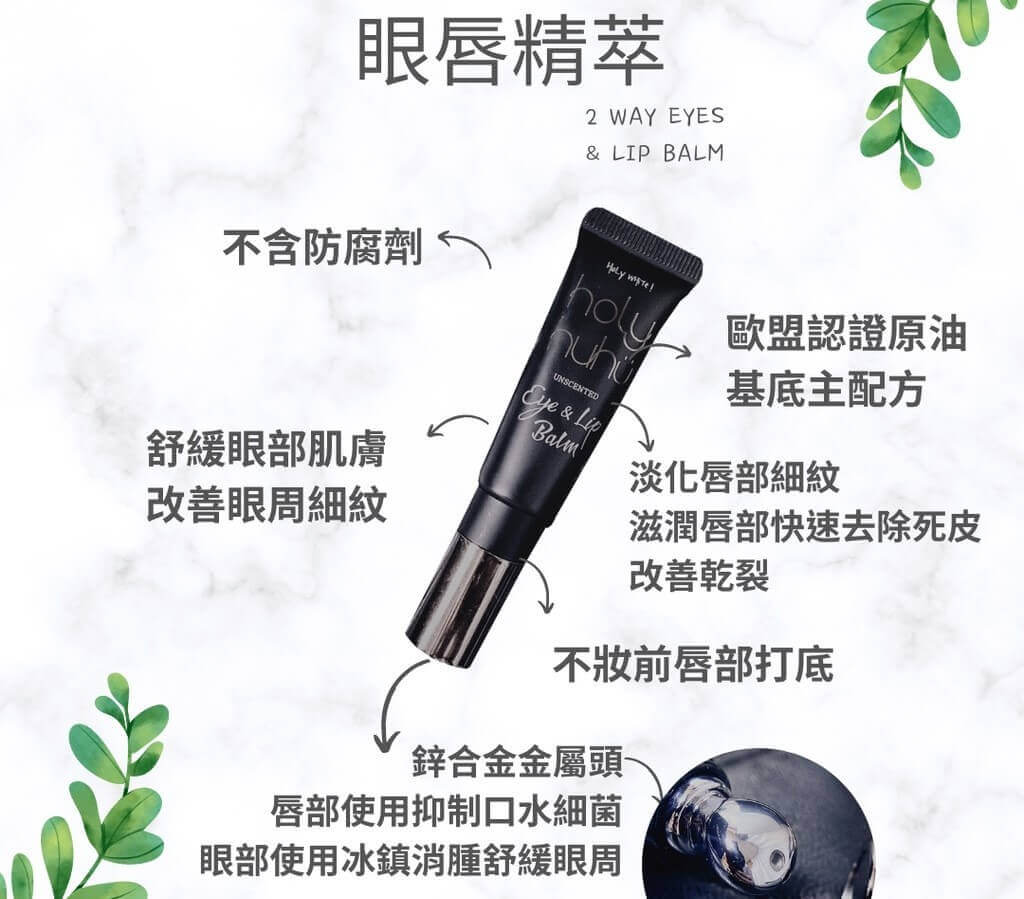 眼唇精萃
2 WAY EYES
& LIP BALM
不含防腐劑
HOLY WHITE!
holy
huhü
UNSCENTED
Eye & Lip
Balm
歐盟認證原油
基底主配方
舒緩眼部肌膚
改善眼周細紋
淡化唇部細紋
滋潤唇部快速去除死皮
改善乾裂
不妝前唇部打底
鋅合金金屬頭
唇部使用抑制口水細菌
眼部使用冰鎮消腫舒緩眼周